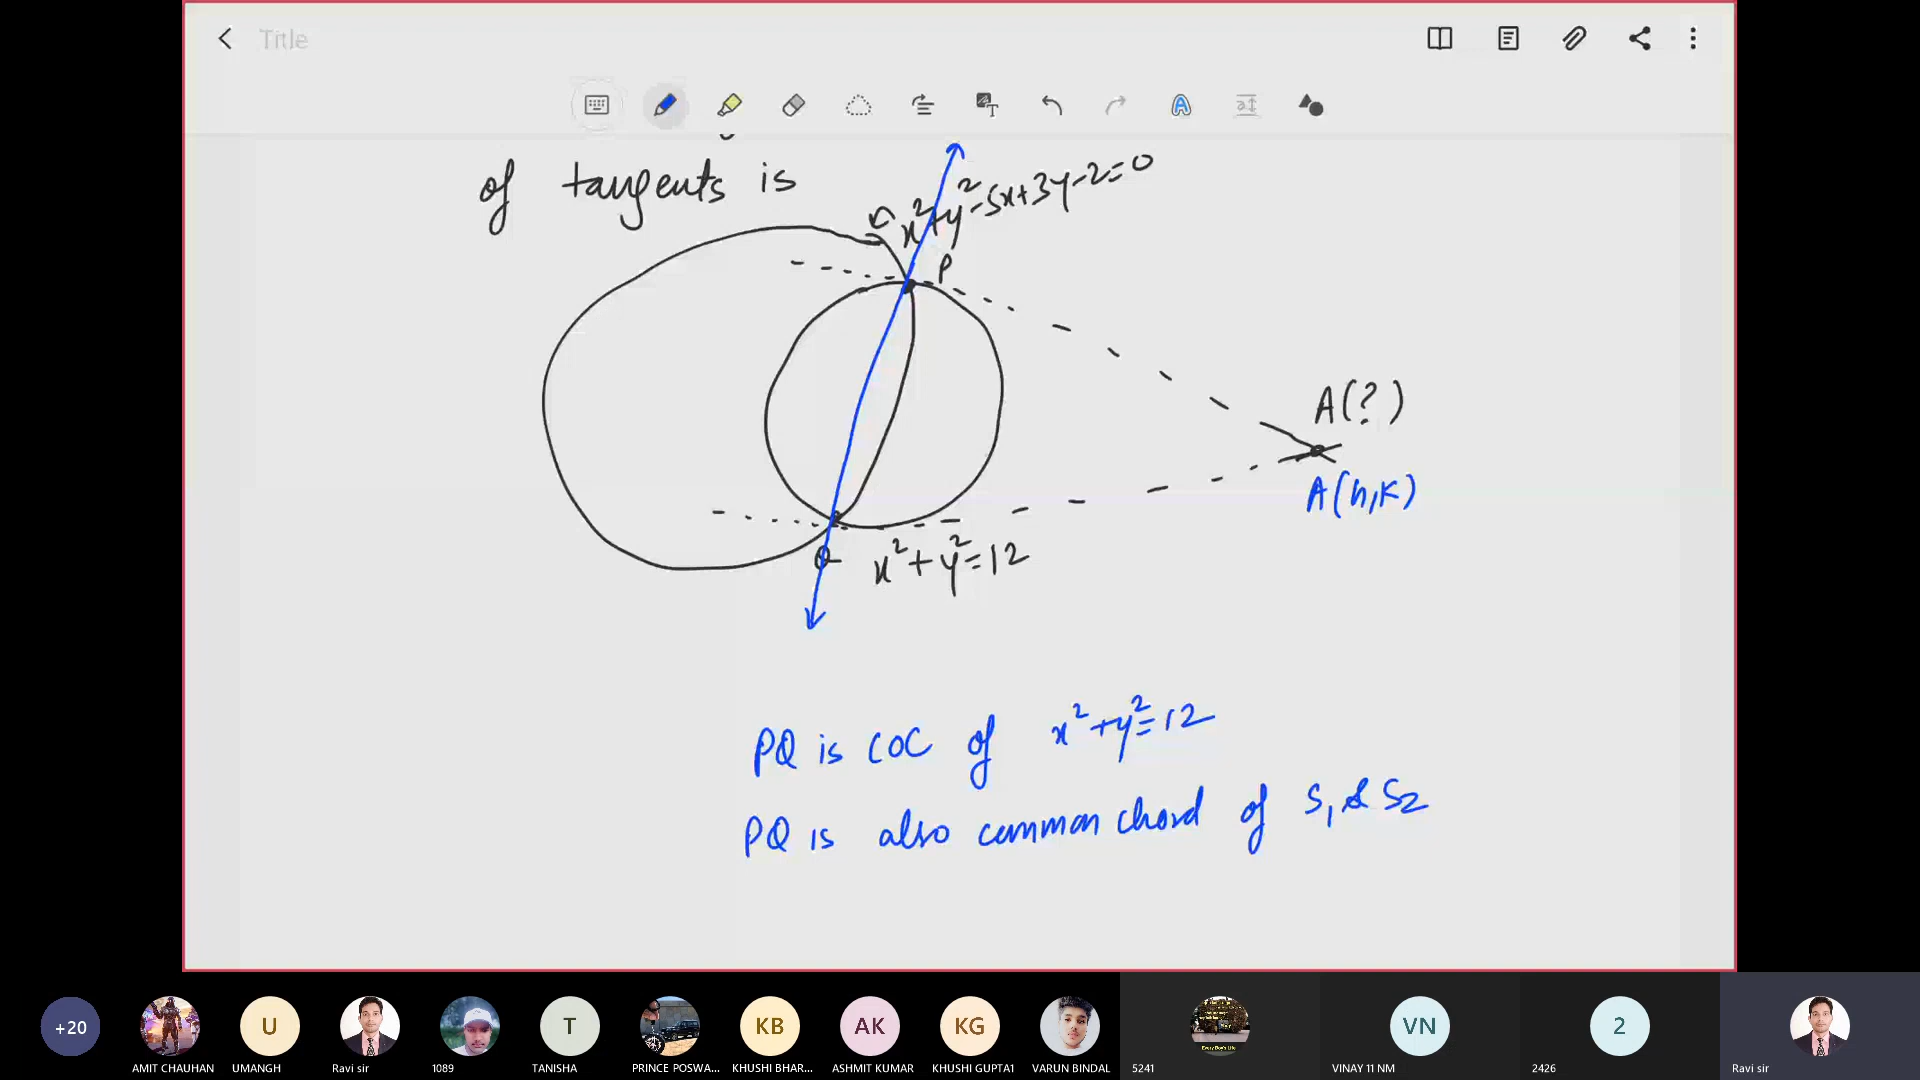 Title
of tangents is
x²+y²-5x+3y-2=0
P
A(?)
A(h,k)
Q
x²+y²=12
PQ is COC of x²+y²=12
PQ is also common chord of S₁ & S₂
+20
U
T
KB
AK
KG
VN
2
AMIT CHAUHAN
UMANGH
Ravi sir
1089
TANISHA
PRINCE POSWA...
KHUSHI BHAR...
ASHMIT KUMAR
KHUSHI GUPTA1
VARUN BINDAL
5241
VINAY 11 NM
2426
Ravi sir